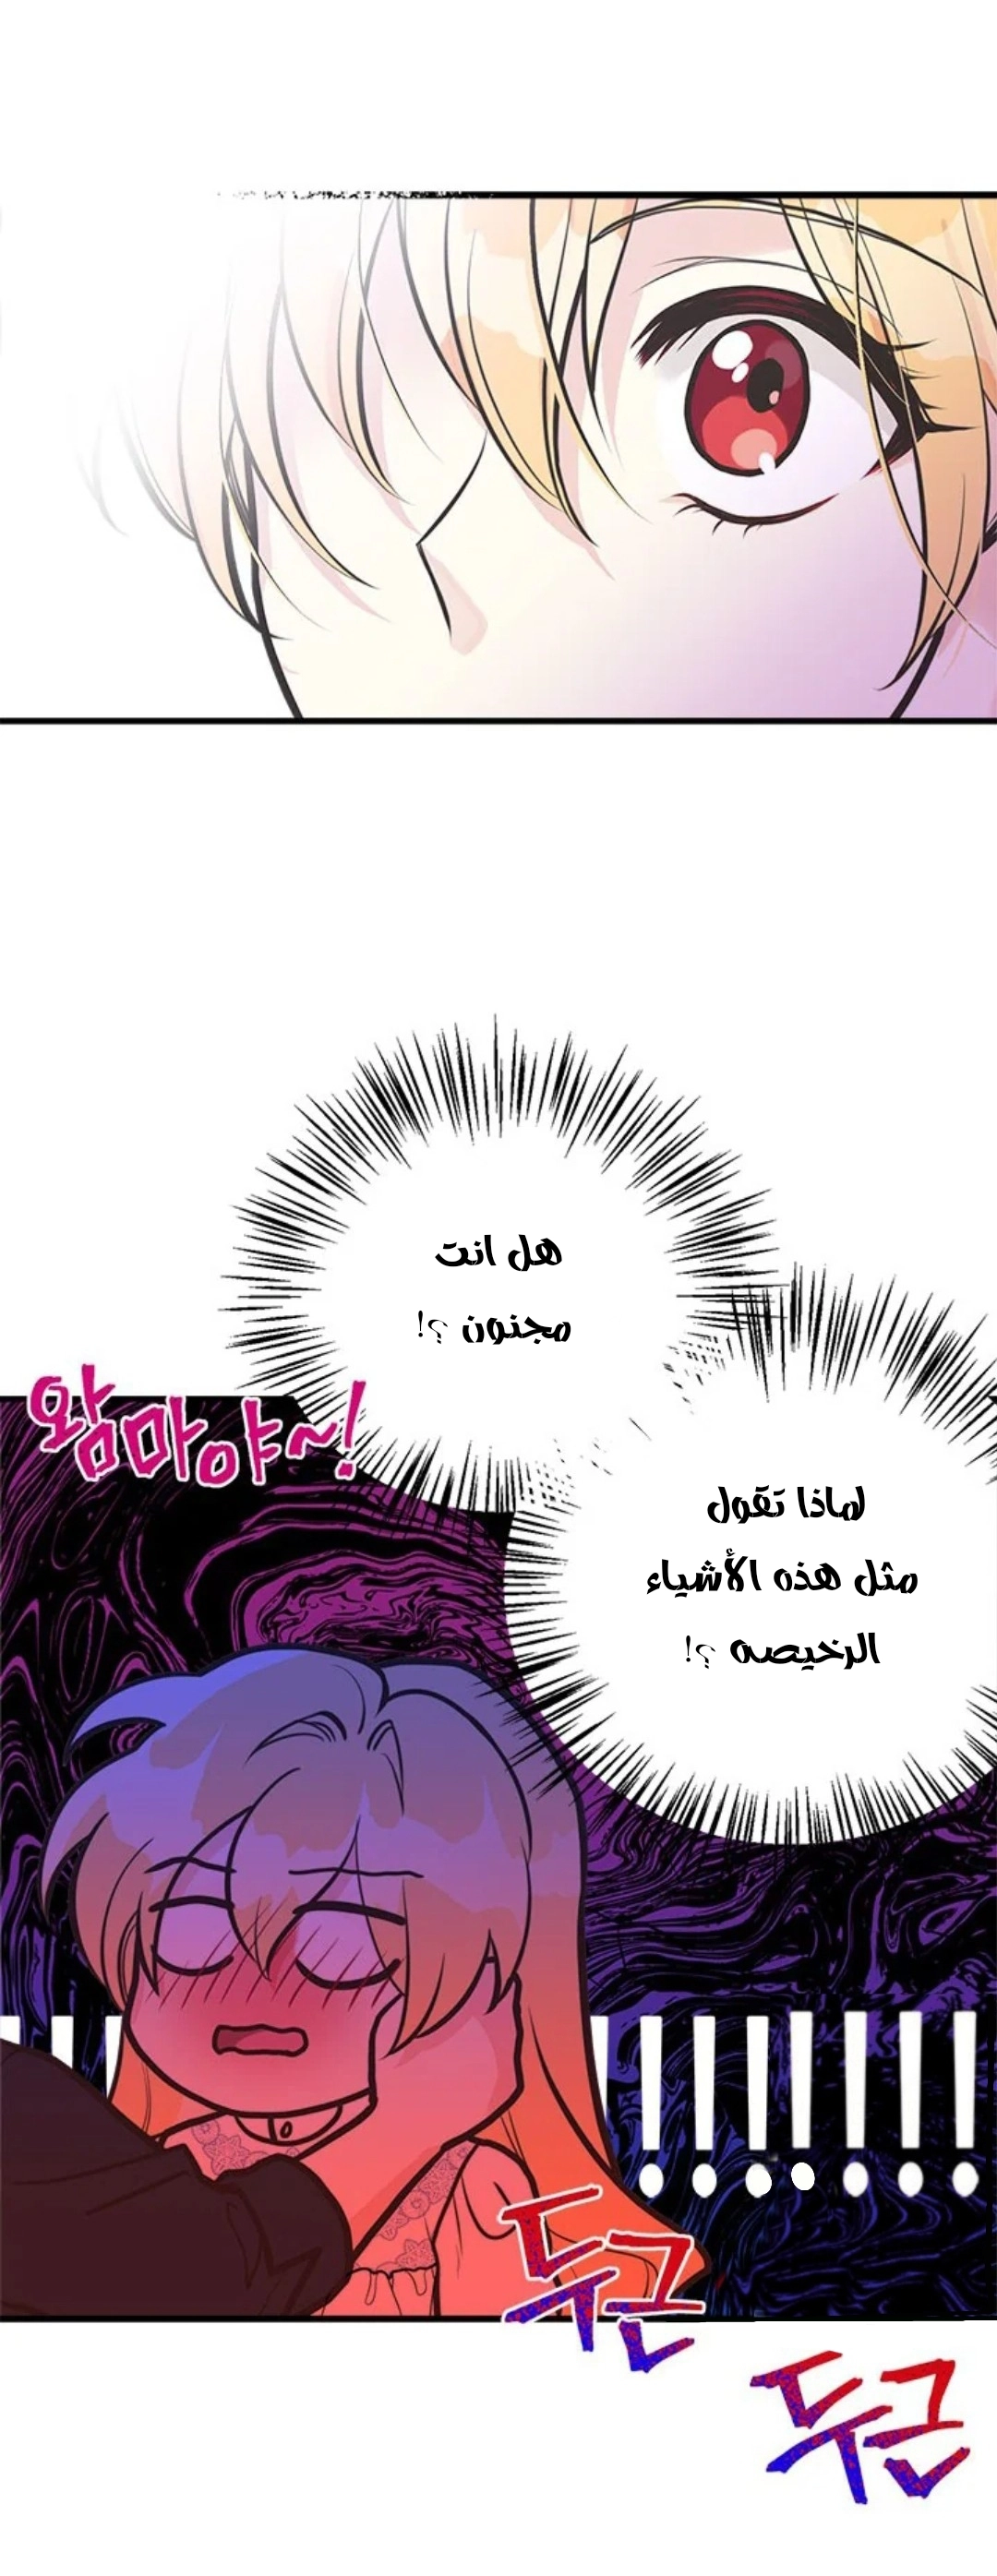 هل انت
مجنون ؟!
왐마야~!
لماذا تقول
مثل هذه الأشياء
الرخيصه ؟!
!!!!!!!
두근
두근